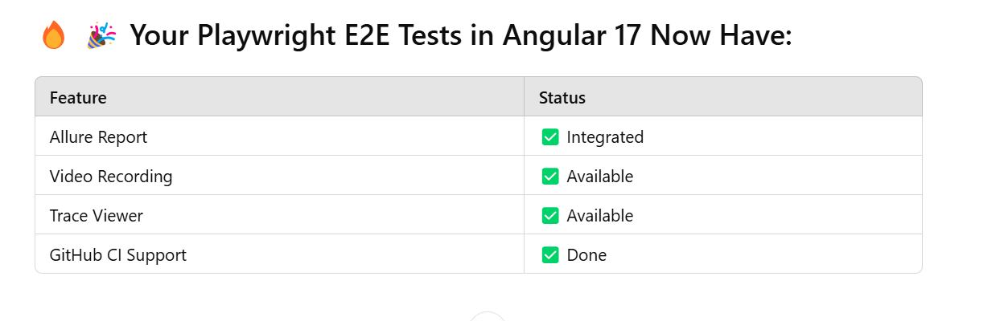 🔥 🎉 Your Playwright E2E Tests in Angular 17 Now Have:
Feature Status
Allure Report ✅ Integrated
Video Recording ✅ Available
Trace Viewer ✅ Available
GitHub CI Support ✅ Done